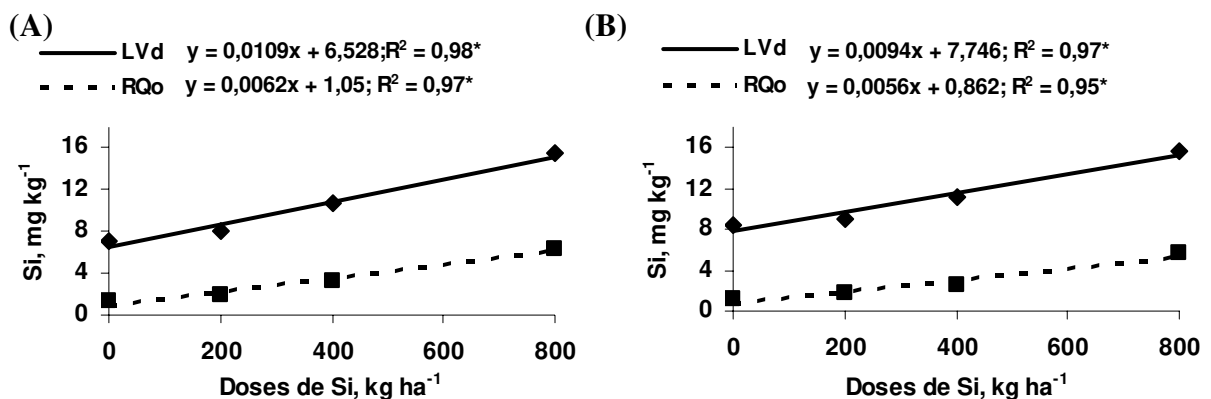 (A)
LVd y = 0,0109x + 6,528;R² = 0,98*
RQo y = 0,0062x + 1,05; R² = 0,97*
Si, mg kg⁻¹
16
12
8
4
0
0 200 400 600 800
Doses de Si, kg ha⁻¹
(B)
LVd y = 0,0094x + 7,746; R² = 0,97*
RQo y = 0,0056x + 0,862; R² = 0,95*
Si, mg kg⁻¹
16
12
8
4
0
0 200 400 600 800
Doses de Si, kg ha⁻¹